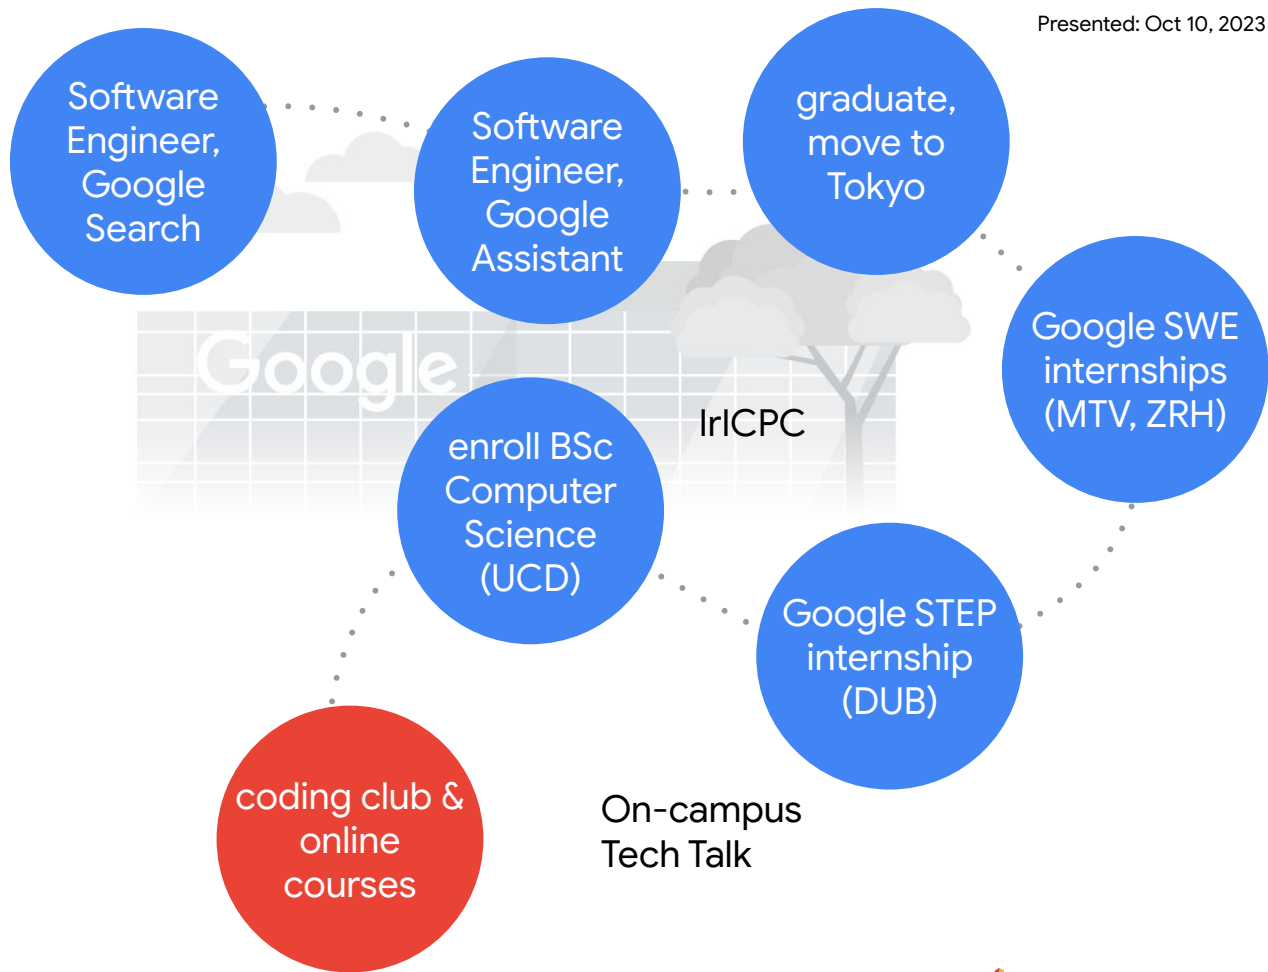 Presented: Oct 10, 2023
Software
Engineer,
Google
Search
Software
Engineer,
Google
Assistant
graduate,
move to
Tokyo
Google SWE
internships
(MTV, ZRH)
Google
IrlCPC
enroll BSc
Computer
Science
(UCD)
Google STEP
internship
(DUB)
coding club &
online
courses
On-campus
Tech Talk